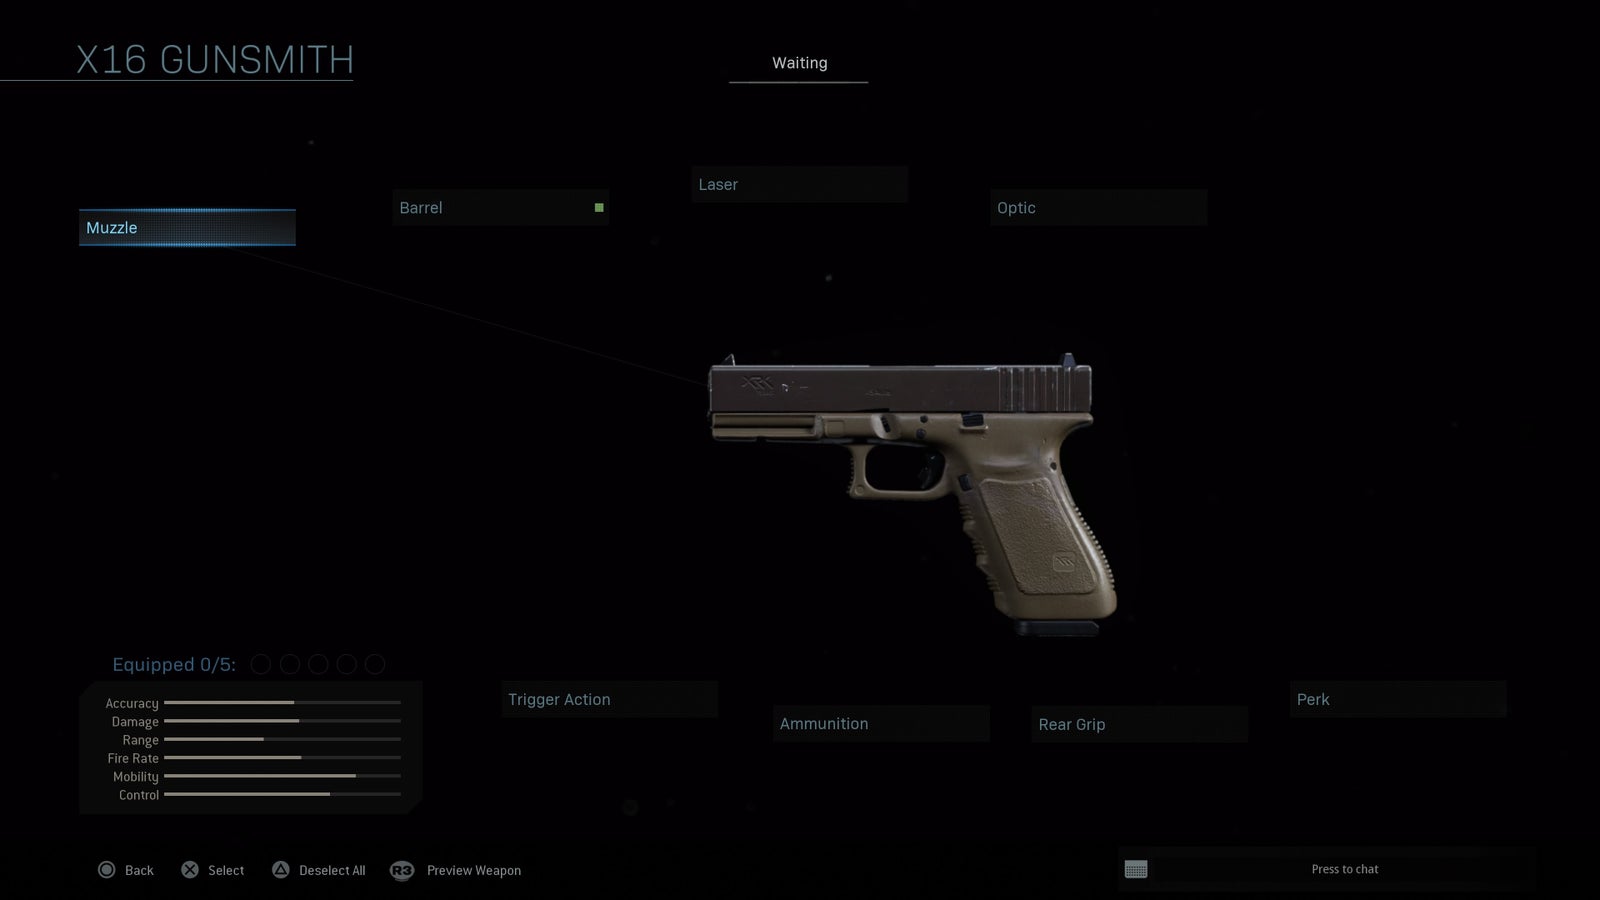 X16 GUNSMITH
Waiting
Laser
Barrel
Optic
Muzzle
XRK
Equipped 0/5:
Accuracy
Damage
Range
Fire Rate
Mobility
Control
Trigger Action
Ammunition
Rear Grip
Perk
Back
Select
Deselect All
R3 Preview Weapon
Press to chat